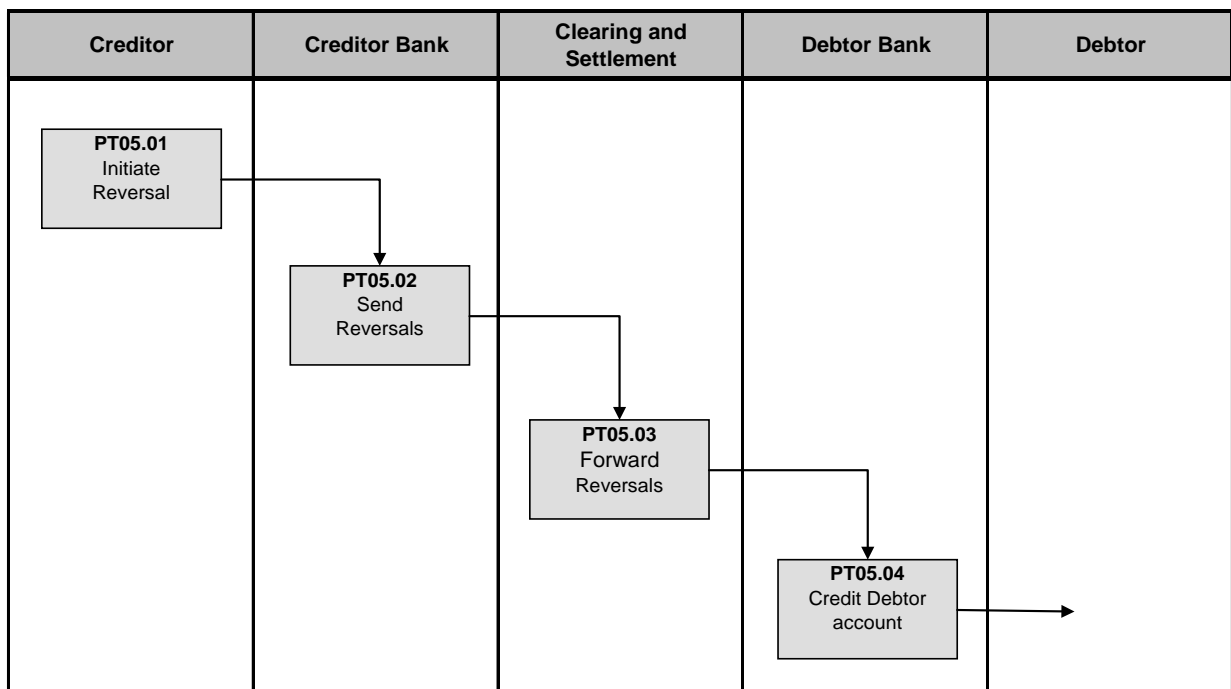 Creditor
Creditor Bank
Clearing and
Settlement
Debtor Bank
Debtor
PT05.01
Initiate
Reversal
PT05.02
Send
Reversals
PT05.03
Forward
Reversals
PT05.04
Credit Debtor
account